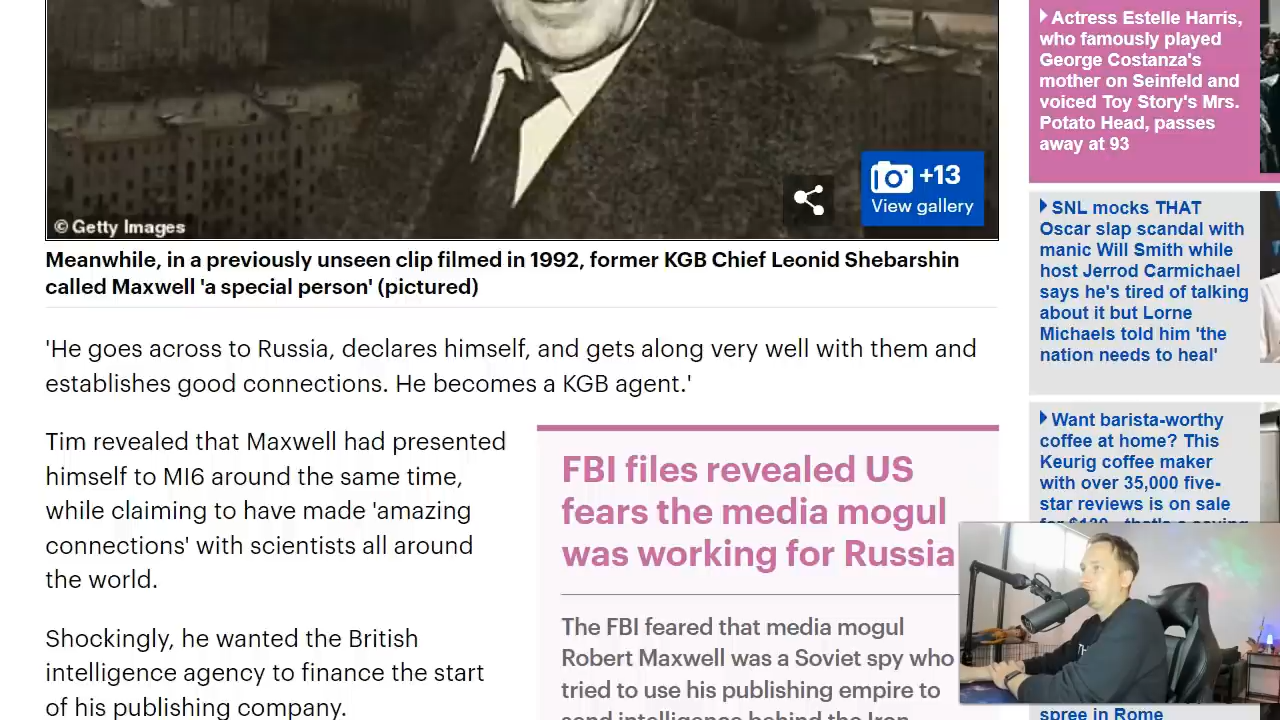 +13
View gallery
© Getty Images
Meanwhile, in a previously unseen clip filmed in 1992, former KGB Chief Leonid Shebarshin
called Maxwell 'a special person' (pictured)
'He goes across to Russia, declares himself, and gets along very well with them and
establishes good connections. He becomes a KGB agent.'
Tim revealed that Maxwell had presented
himself to MI6 around the same time,
while claiming to have made 'amazing
connections' with scientists all around
the world.
Shockingly, he wanted the British
intelligence agency to finance the start
of his publishing company.
FBI files revealed US
fears the media mogul
was working for Russia
The FBI feared that media mogul
Robert Maxwell was a Soviet spy who
tried to use his publishing empire to
send intelligence behind the Iron
Actress Estelle Harris,
who famously played
George Costanza's
mother on Seinfeld and
voiced Toy Story's Mrs.
Potato Head, passes
away at 93
SNL mocks THAT
Oscar slap scandal with
manic Will Smith while
host Jerrod Carmichael
says he's tired of talking
about it but Lorne
Michaels told him 'the
nation needs to heal'
Want barista-worthy
coffee at home? This
Keurig coffee maker
with over 35,000 five-
star reviews is on sale
spree in Rome